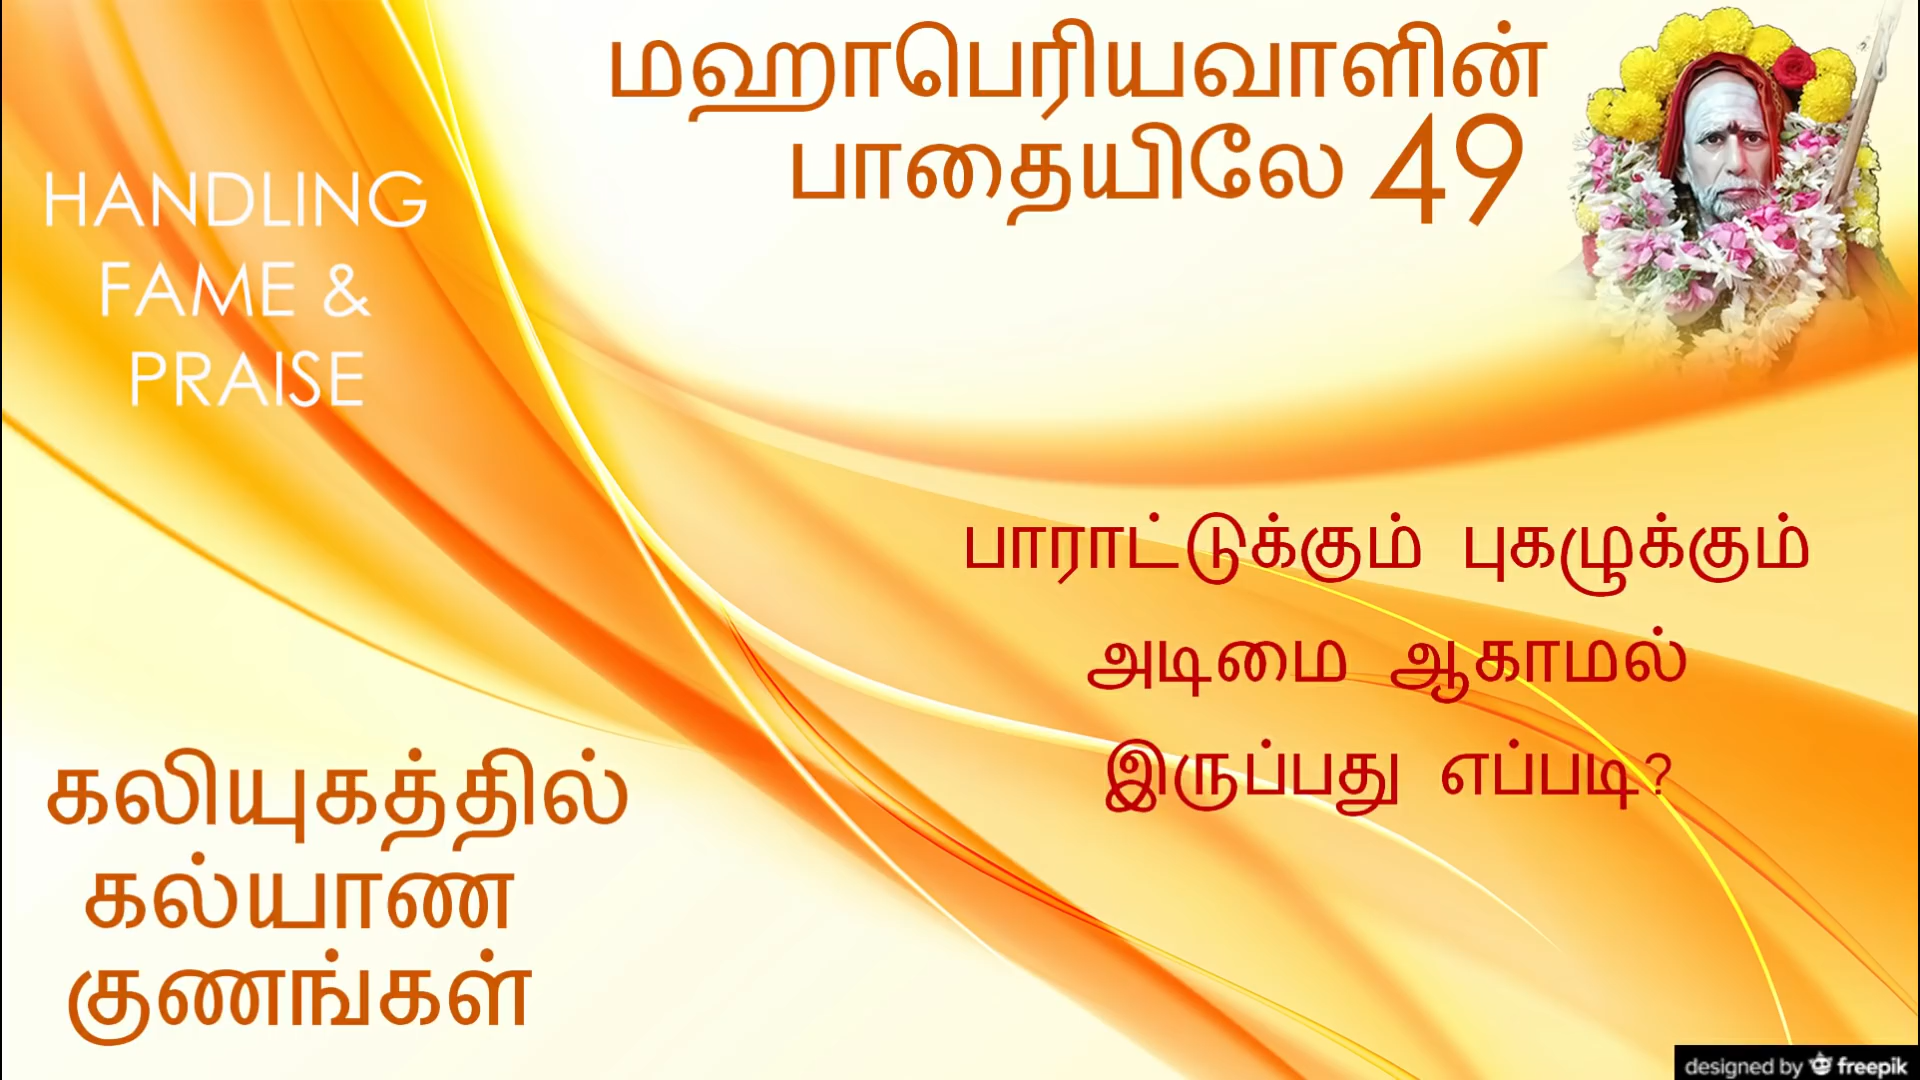 மஹாபெரியவாளின்
பாதையிலே 49
HANDLING
FAME &
PRAISE
பாராட்டுக்கும் புகழுக்கும்
அடிமை ஆகாமல்
இருப்பது எப்படி?
கலியுகத்தில்
கல்யாண
குணங்கள்
designed by freepik